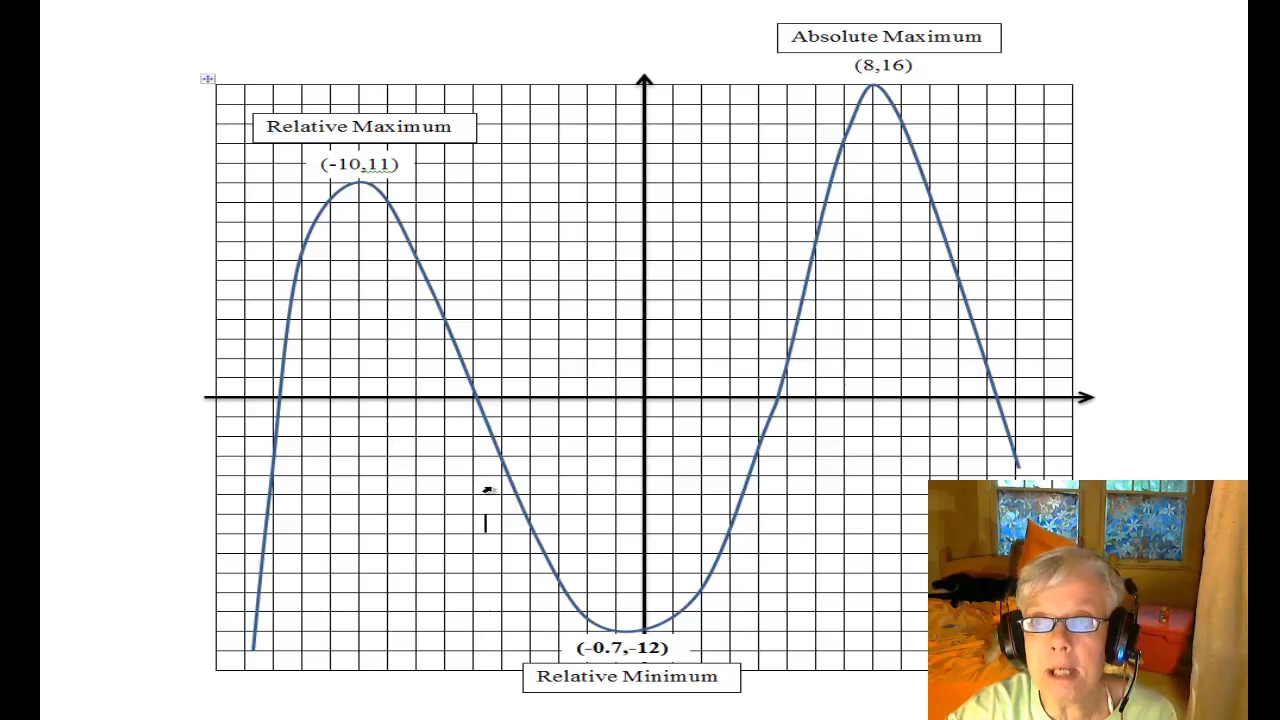 Absolute Maximum
(8,16)
Relative Maximum
(-10,11)
(-0.7,-12)
Relative Minimum